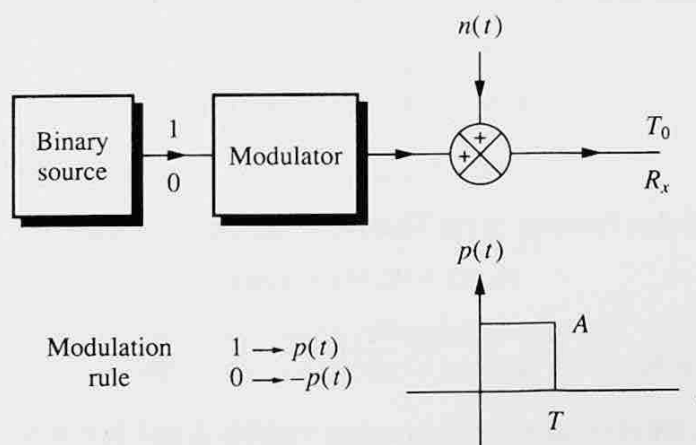 n(t)
Binary
source
1
0
Modulator
+
+
T₀
Rₓ
p(t)
A
T
Modulation
rule
1 → p(t)
0 → -p(t)